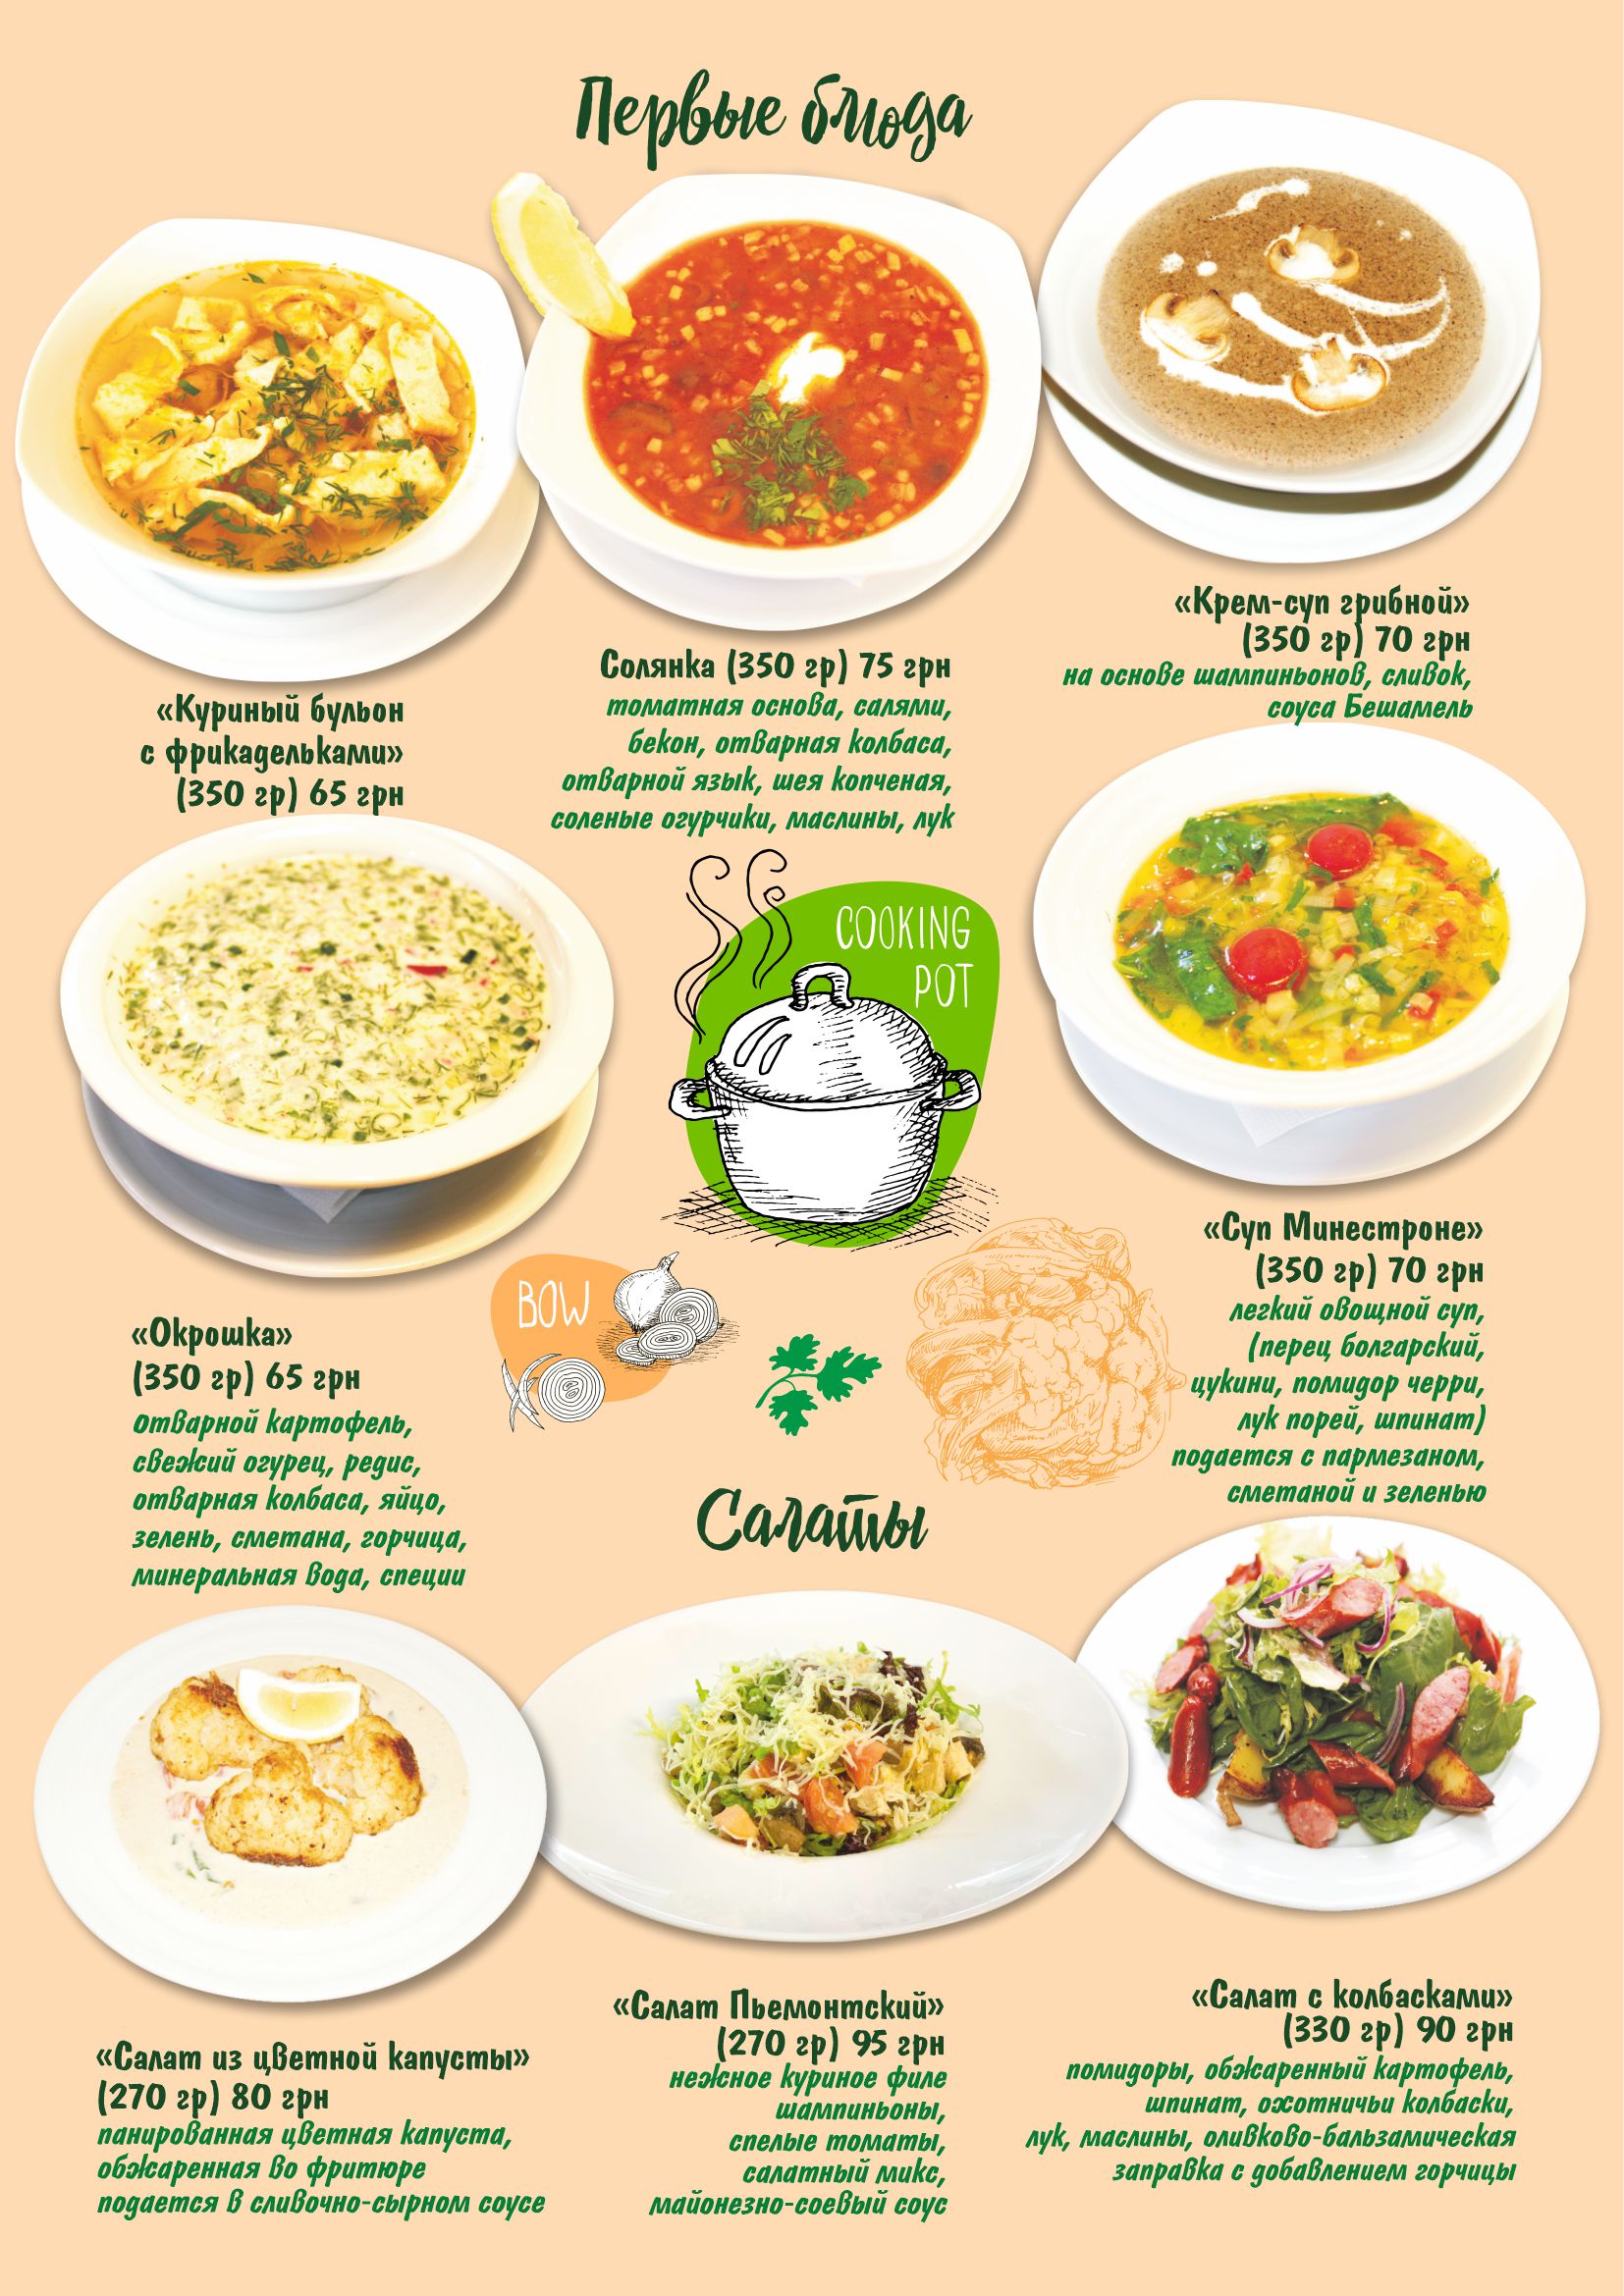 Первые блюда
«Куриный бульон
с фрикадельками»
(350 гр) 65 грн
Солянка (350 гр) 75 грн
томатная основа, салями,
бекон, отварная колбаса,
отварной язык, шея копченая,
соленые огурчики, маслины, лук
«Крем-суп грибной»
(350 гр) 70 грн
на основе шампиньонов, сливок,
соуса Бешамель
COOKING
POT
BOW
«Окрошка»
(350 гр) 65 грн
отварной картофель,
свежий огурец, редис,
отварная колбаса, яйцо,
зелень, сметана, горчица,
минеральная вода, специи
«Суп Минестроне»
(350 гр) 70 грн
легкий овощной суп,
(перец болгарский,
цукини, помидор черри,
лук порей, шпинат)
подается с пармезаном,
сметаной и зеленью
Салаты
«Салат из цветной капусты»
(270 гр) 80 грн
панированная цветная капуста,
обжаренная во фритюре
подается в сливочно-сырном соусе
«Салат Пьемонтский»
(270 гр) 95 грн
нежное куриное филе
шампиньоны,
спелые томаты,
салатный микс,
майонезно-соевый соус
«Салат с колбасками»
(330 гр) 90 грн
помидоры, обжаренный картофель,
шпинат, охотничьи колбаски,
лук, маслины, оливково-бальзамическая
заправка с добавлением горчицы